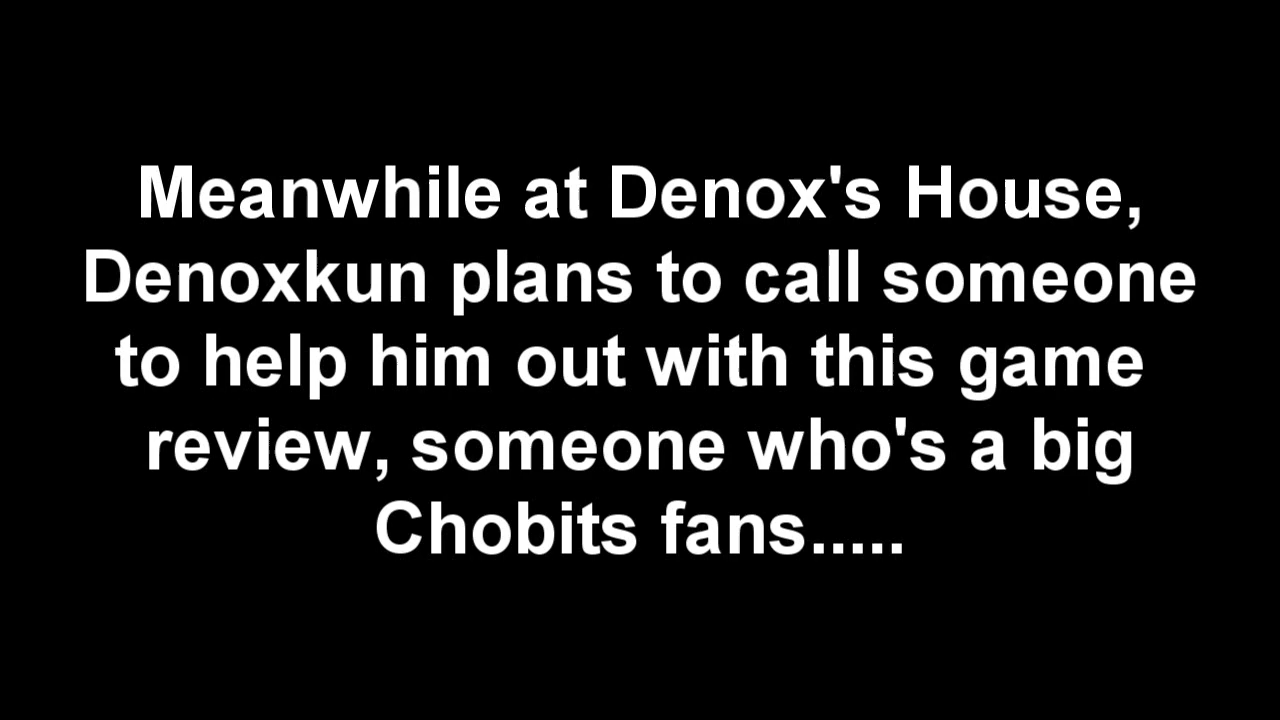 Meanwhile at Denox's House,
Denoxkun plans to call someone
to help him out with this game
review, someone who's a big
Chobits fans.....